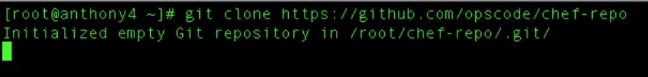 [root@anthony4 ~]# git clone https://github.com/opscode/chef-repo
Initialized empty Git repository in /root/chef-repo/.git/